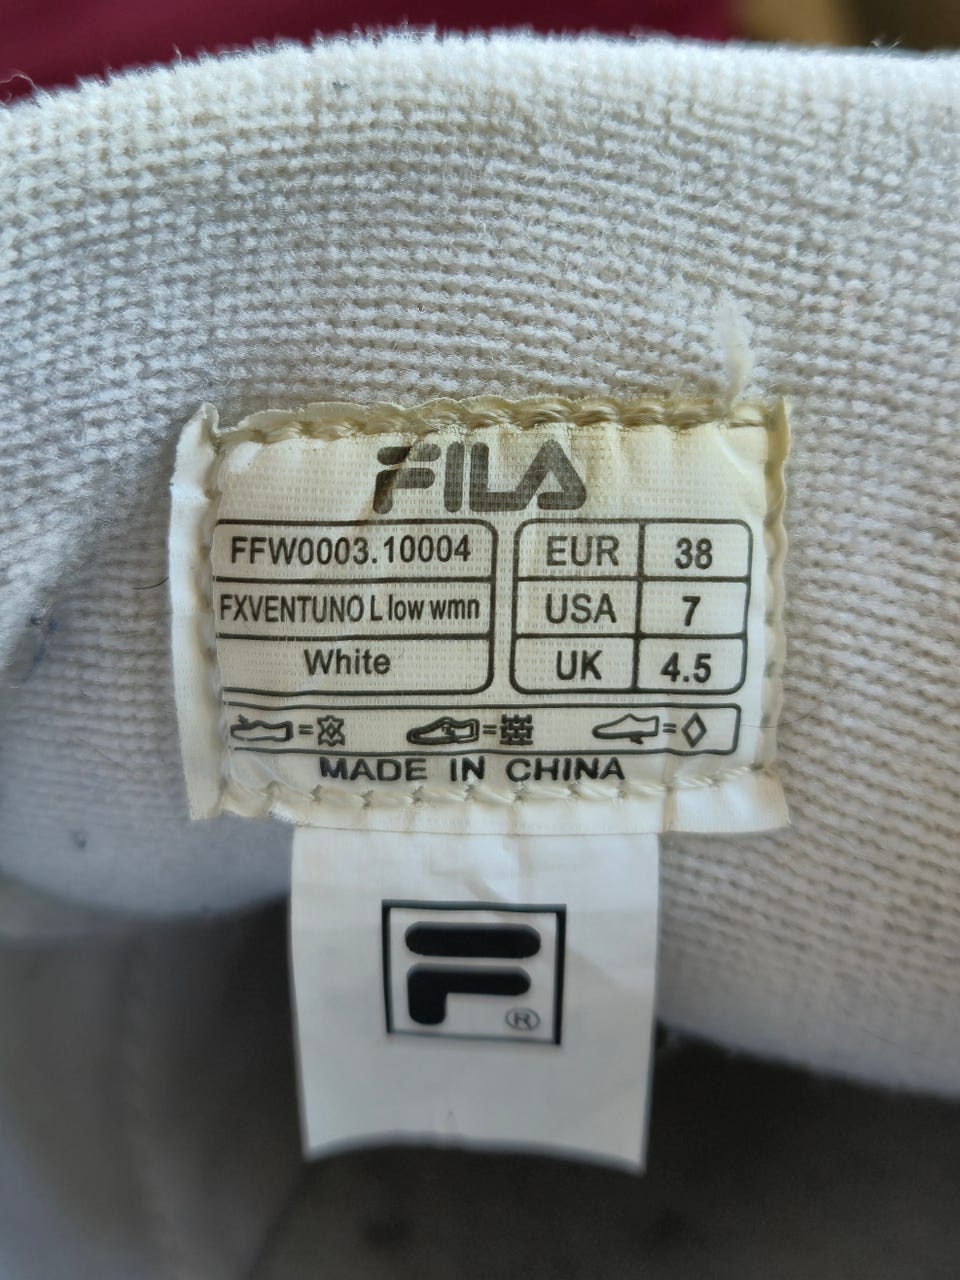 FILA
FFW0003.10004
FXVENTUNO L low wmn
White
EUR 38
USA 7
UK 4.5
= = =
MADE IN CHINA
F ®